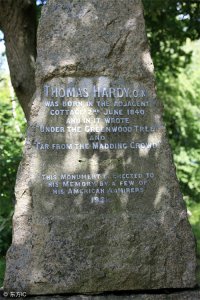 THOMAS HARDY, O.M.
WAS BORN IN THE ADJACENT
COTTAGE 2ND JUNE 1840
AND IN IT WROTE
UNDER THE GREENWOOD TREE
AND
FAR FROM THE MADDING CROWD
THIS MONUMENT IS ERECTED TO
HIS MEMORY BY A FEW OF
HIS AMERICAN ADMIRERS